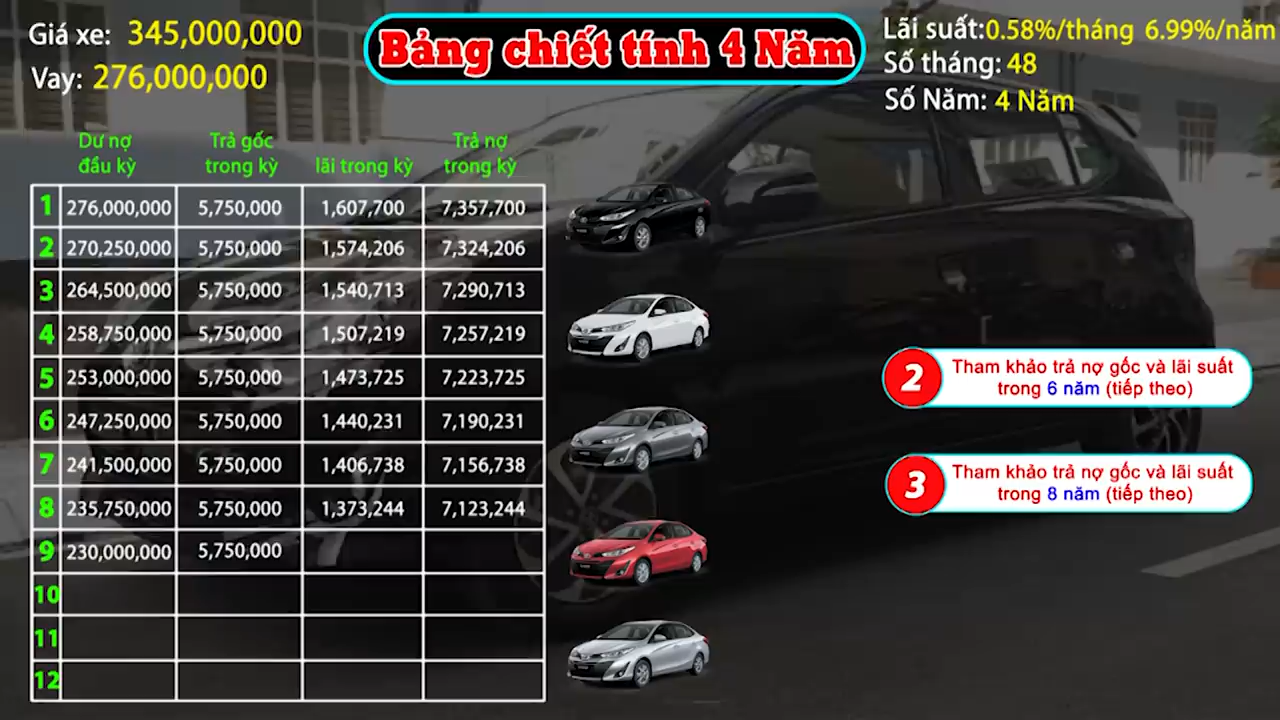 Giá xe: 345,000,000
Vay: 276,000,000
Bảng chiết tính 4 Năm
Lãi suất:0.58%/tháng 6.99%/năm
Số tháng: 48
Số Năm: 4 Năm
Dư nợ đầu kỳ Trả gốc trong kỳ lãi trong kỳ Trả nợ trong kỳ
1 276,000,000 5,750,000 1,607,700 7,357,700
2 270,250,000 5,750,000 1,574,206 7,324,206
3 264,500,000 5,750,000 1,540,713 7,290,713
4 258,750,000 5,750,000 1,507,219 7,257,219
5 253,000,000 5,750,000 1,473,725 7,223,725
6 247,250,000 5,750,000 1,440,231 7,190,231
7 241,500,000 5,750,000 1,406,738 7,156,738
8 235,750,000 5,750,000 1,373,244 7,123,244
9 230,000,000 5,750,000
10
11
12
2 Tham khảo trả nợ gốc và lãi suất
trong 6 năm (tiếp theo)
3 Tham khảo trả nợ gốc và lãi suất
trong 8 năm (tiếp theo)